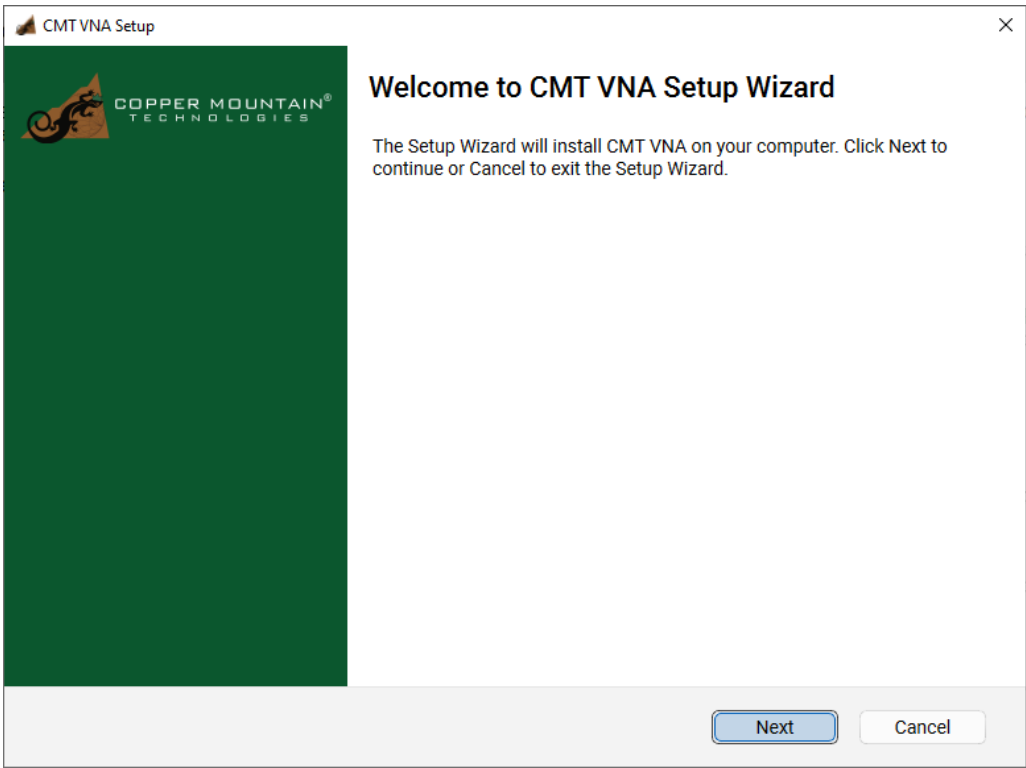 CMT VNA Setup
COPPER MOUNTAIN®
TECHNOLOGIES
Welcome to CMT VNA Setup Wizard
The Setup Wizard will install CMT VNA on your computer. Click Next to
continue or Cancel to exit the Setup Wizard.
Next
Cancel